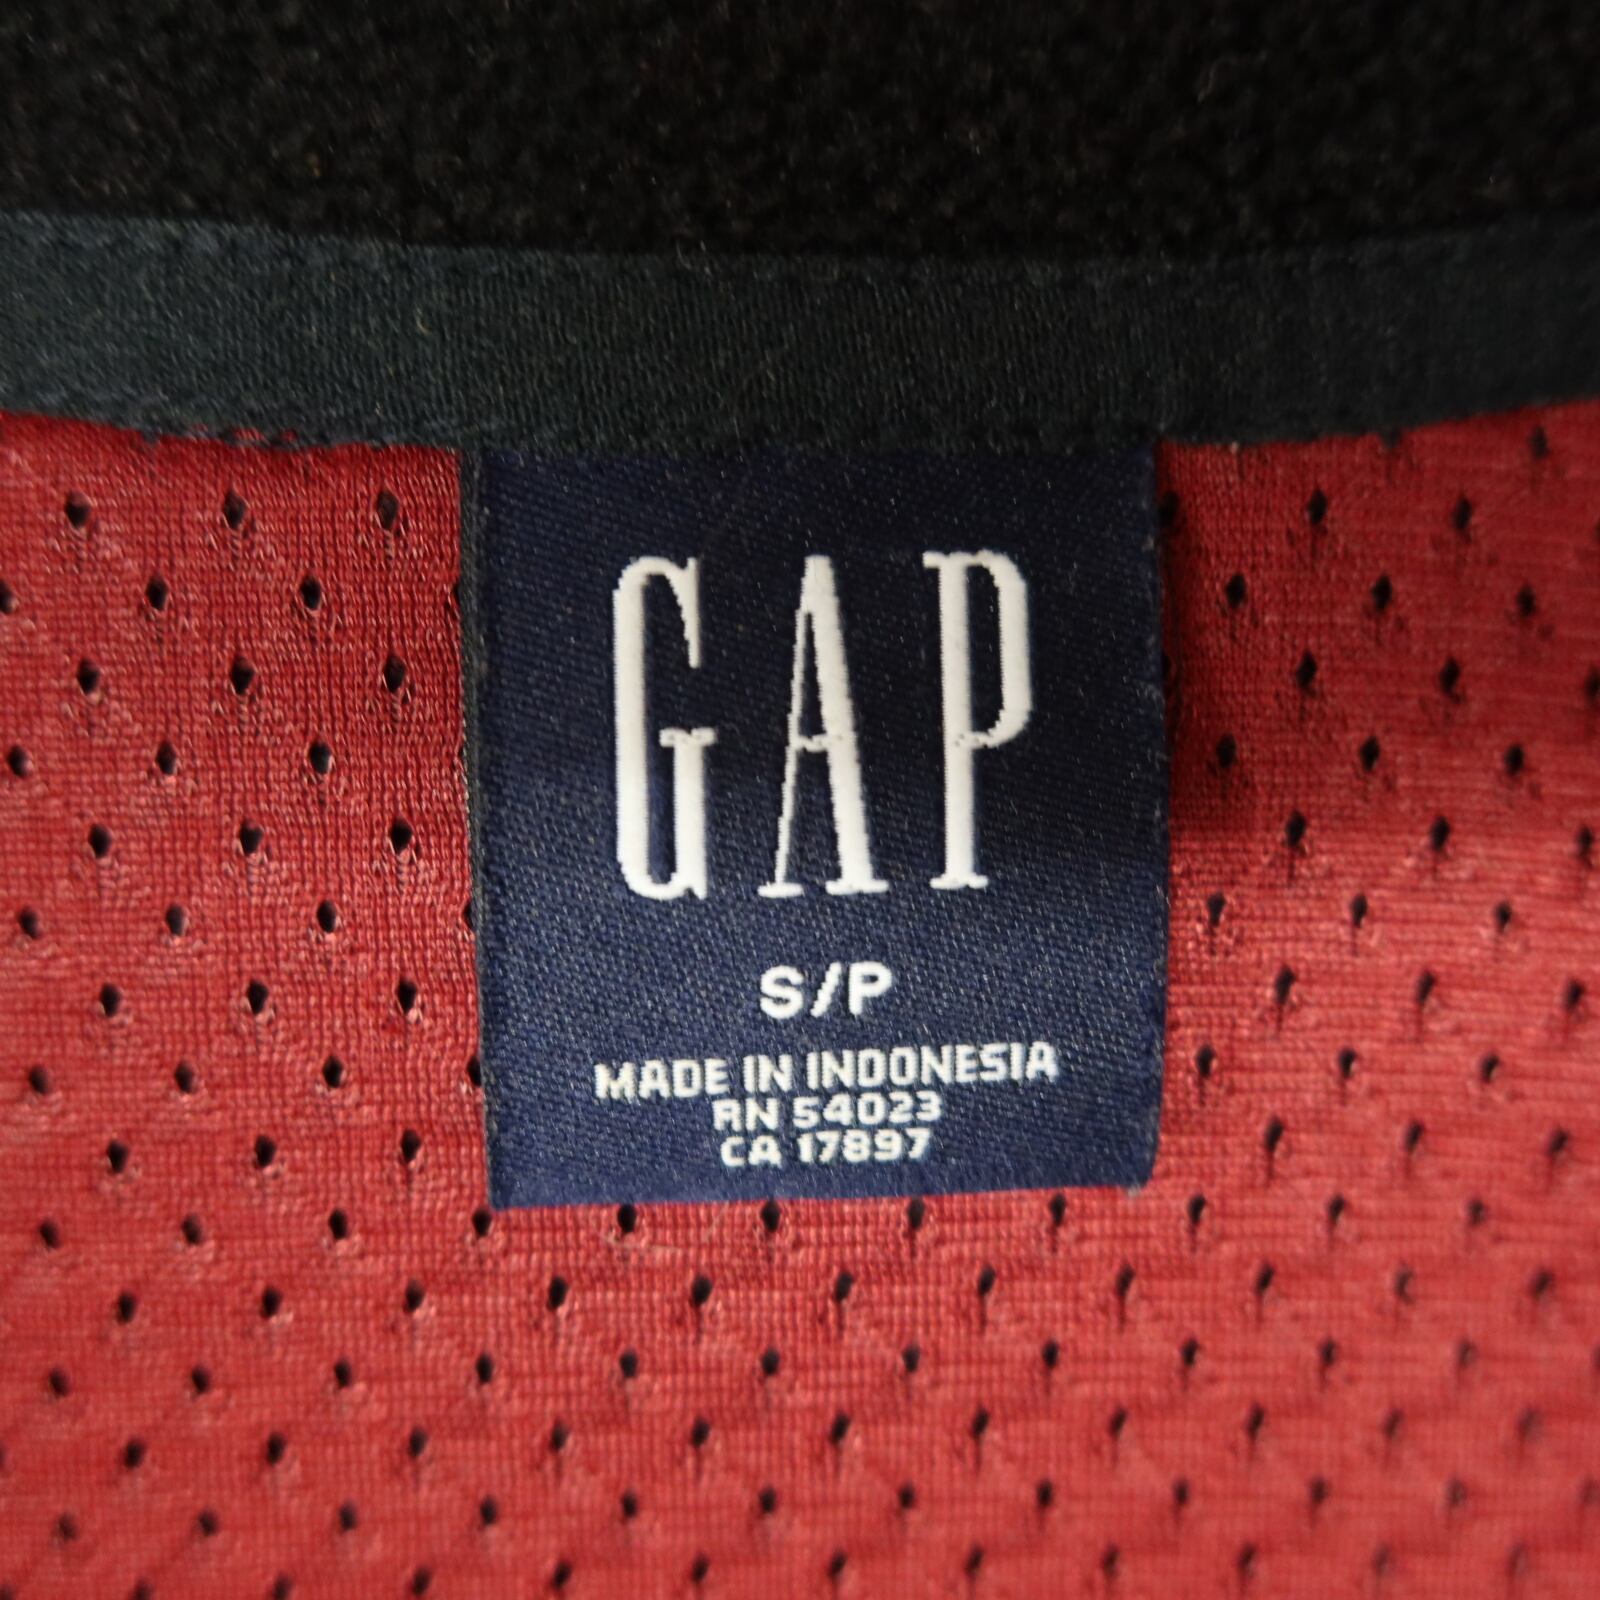 GAP
S/P
MADE IN INDONESIA
RN 54023
CA 17897